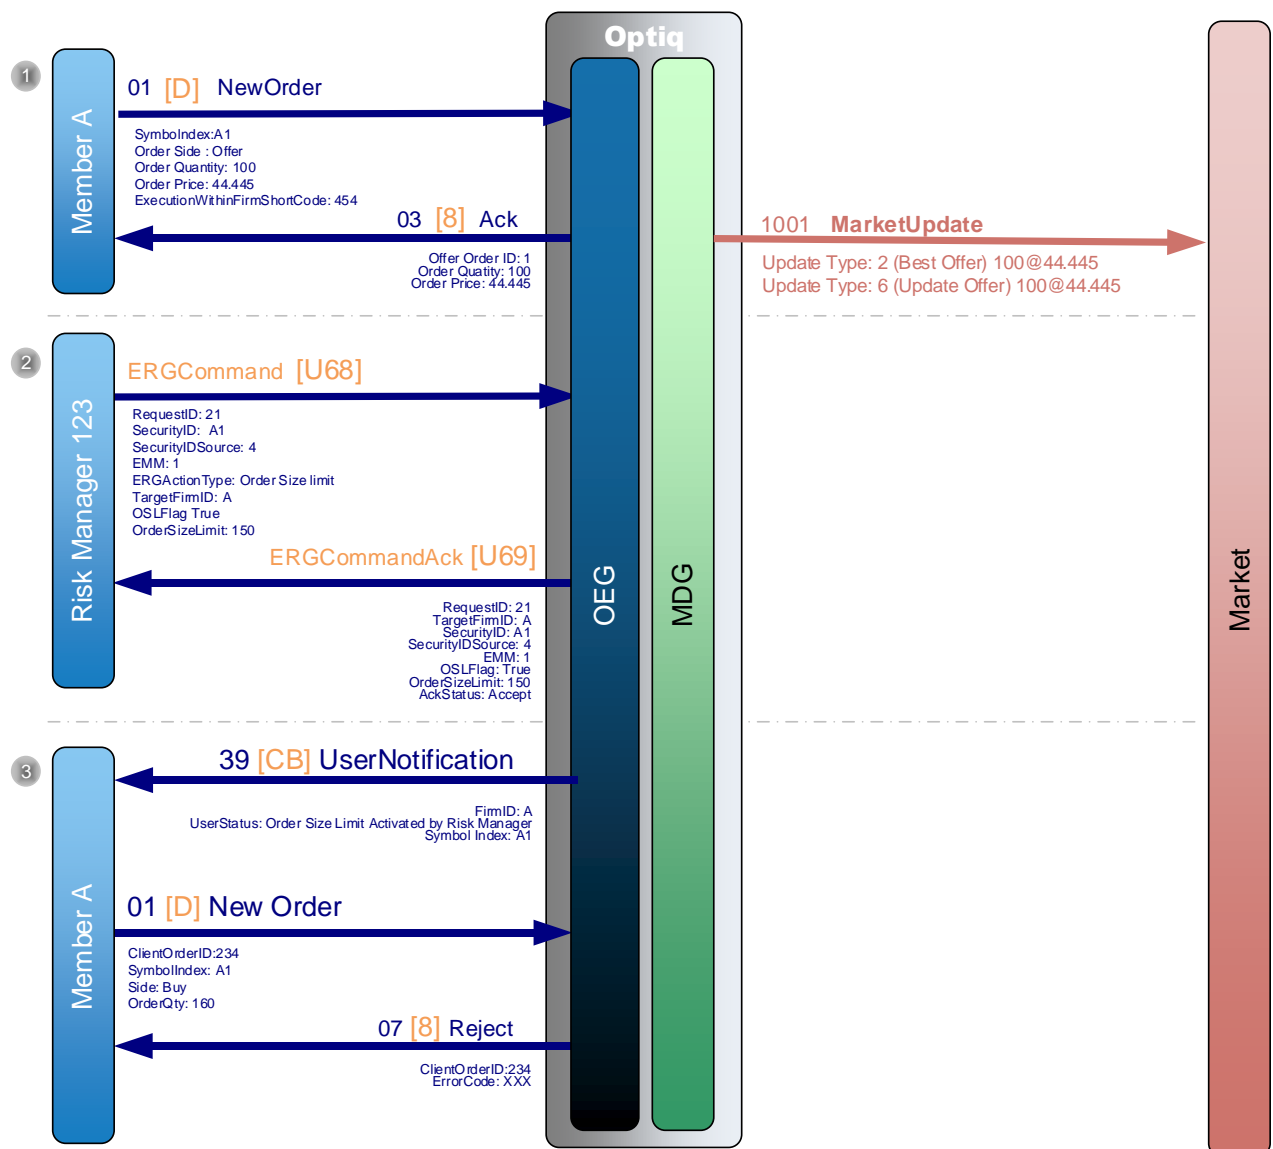 Optiq
1
Member A
01 [D] NewOrder
SymbolIndex:A1
Order Side : Offer
Order Quantity: 100
Order Price: 44.445
ExecutionWithinFirmShortCode: 454
03 [8] Ack
Offer Order ID: 1
Order Quatity: 100
Order Price: 44.445
1001 MarketUpdate
Update Type: 2 (Best Offer) 100@44.445
Update Type: 6 (Update Offer) 100@44.445
2
Risk Manager 123
ERGCommand [U68]
RequestID: 21
SecurityID: A1
SecurityIDSource: 4
EMM: 1
ERGActionType: Order Size limit
TargetFirmID: A
OSLFlag True
OrderSizeLimit: 150
ERGCommandAck [U69]
RequestID: 21
TargetFirmID: A
SecurityID: A1
SecurityIDSource: 4
EMM: 1
OSLFlag: True
OrderSizeLimit: 150
AckStatus: Accept
OEG
MDG
Market
3
Member A
39 [CB] UserNotification
FirmID: A
UserStatus: Order Size Limit Activated by Risk Manager
Symbol Index: A1
01 [D] New Order
ClientOrderID:234
SymbolIndex: A1
Side: Buy
OrderQty: 160
07 [8] Reject
ClientOrderID:234
ErrorCode: XXX